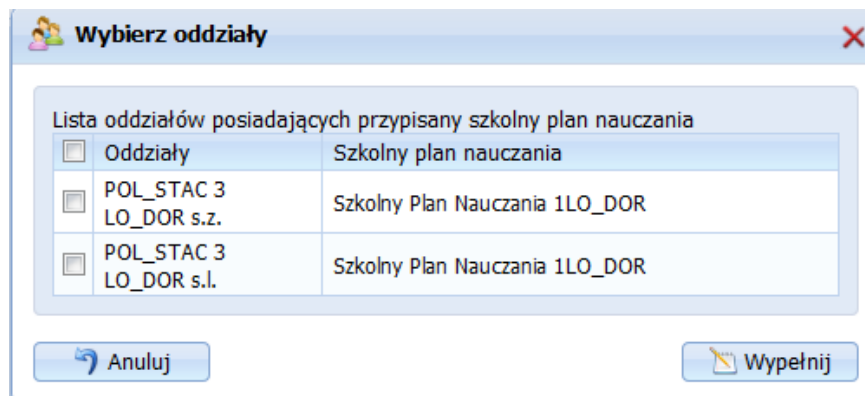 Wybierz oddziały
Lista oddziałów posiadających przypisany szkolny plan nauczania
Oddziały Szkolny plan nauczania
POL_STAC 3
LO_DOR s.z.
Szkolny Plan Nauczania 1LO_DOR
POL_STAC 3
LO_DOR s.l.
Szkolny Plan Nauczania 1LO_DOR
Anuluj Wypełnij